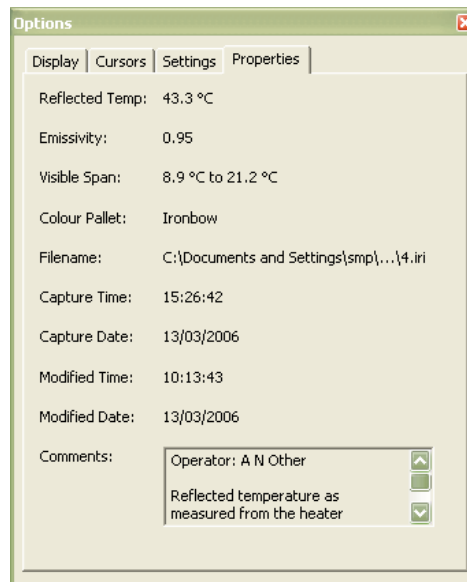 Options
Display Cursors Settings Properties
Reflected Temp: 43.3 °C
Emissivity: 0.95
Visible Span: 8.9 °C to 21.2 °C
Colour Pallet: Ironbow
Filename: C:\Documents and Settings\smp\...\4.iri
Capture Time: 15:26:42
Capture Date: 13/03/2006
Modified Time: 10:13:43
Modified Date: 13/03/2006
Comments: Operator: A N Other
Reflected temperature as
measured from the heater